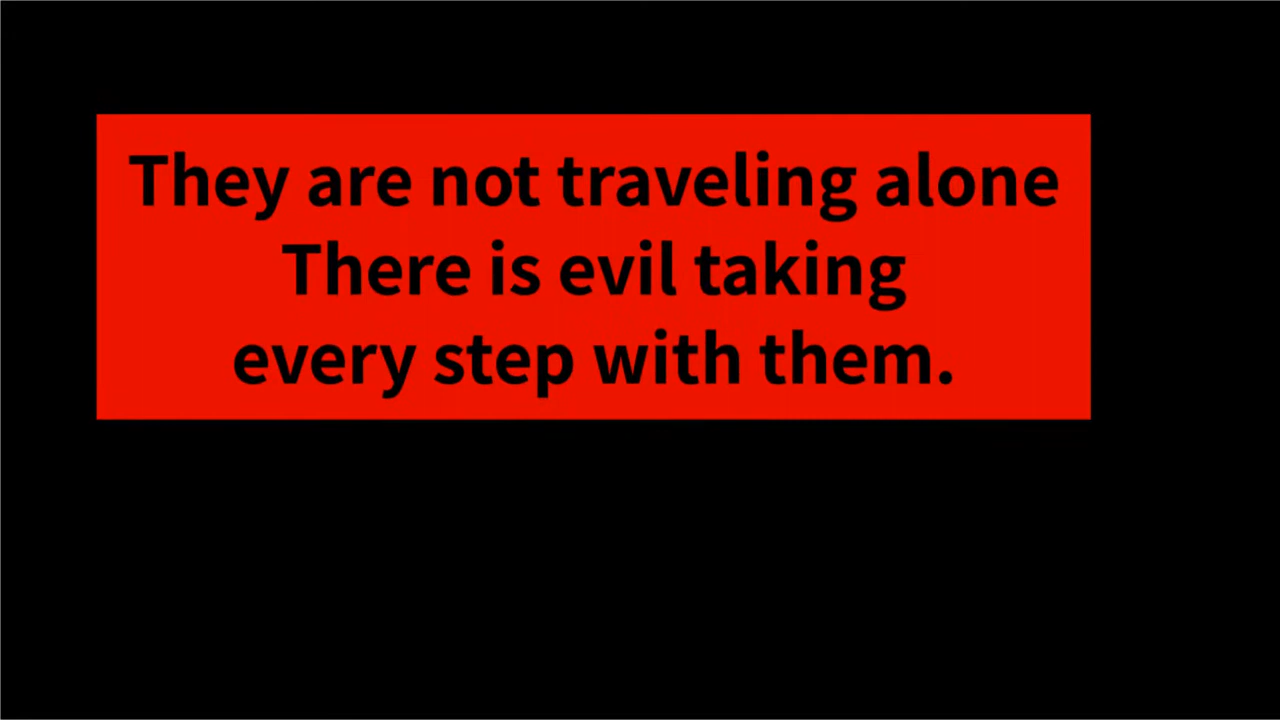 They are not traveling alone
There is evil taking
every step with them.